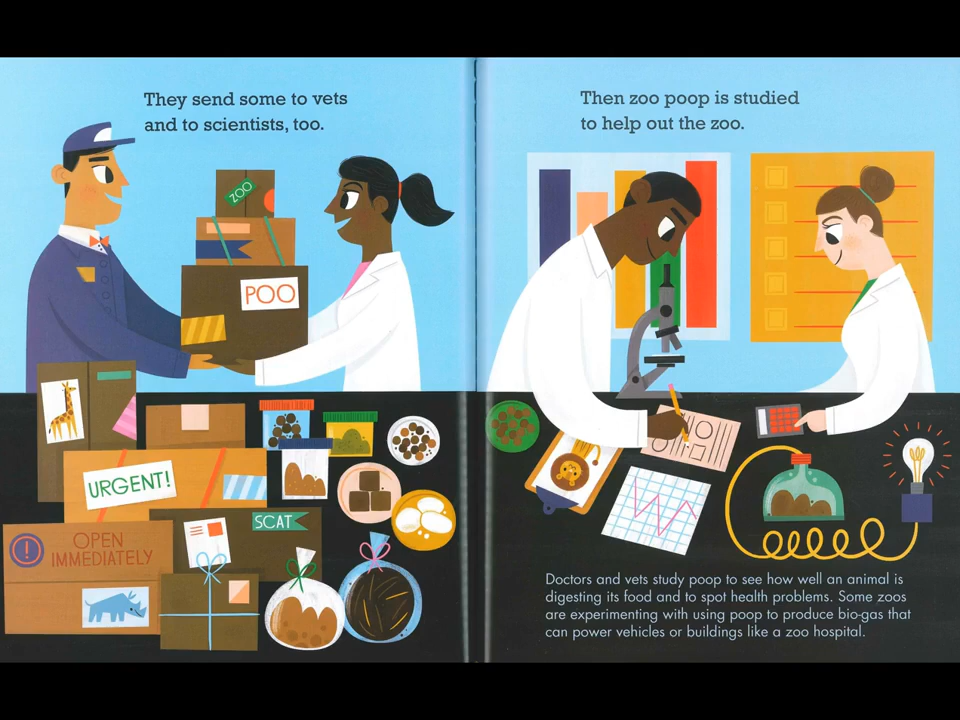 They send some to vets
and to scientists, too.
ZOO
POO
URGENT!
SCAT
OPEN
IMMEDIATELY
Then zoo poop is studied
to help out the zoo.
Doctors and vets study poop to see how well an animal is
digesting its food and to spot health problems. Some zoos
are experimenting with using poop to produce bio-gas that
can power vehicles or buildings like a zoo hospital.